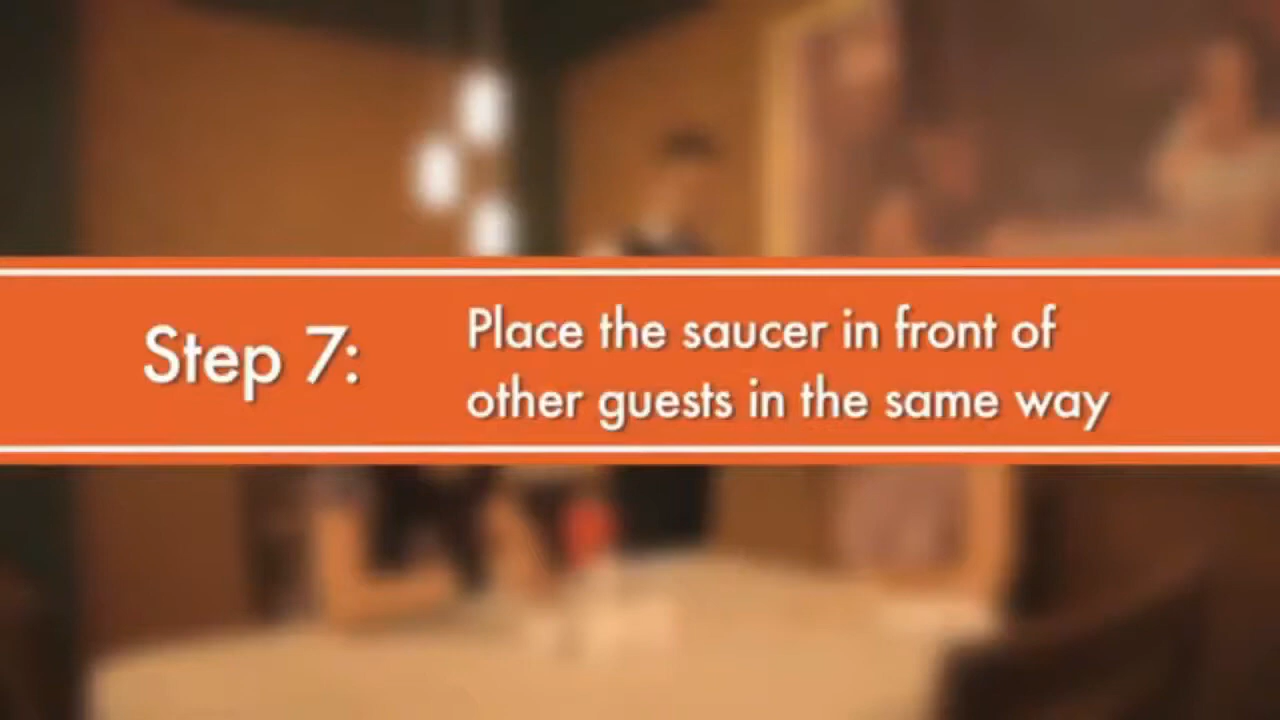 Step 7:
Place the saucer in front of
other guests in the same way